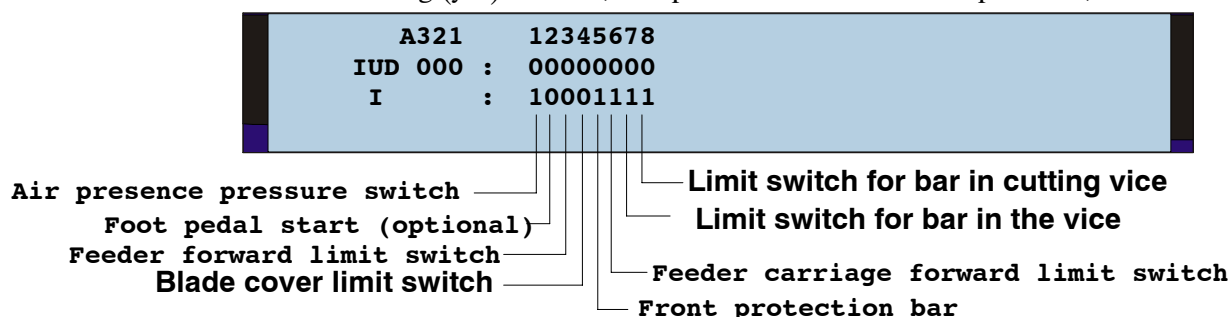 A321 12345678
IUD 000 : 00000000
I : 10001111
Air presence pressure switch
Limit switch for bar in cutting vice
Foot pedal start (optional)
Limit switch for bar in the vice
Feeder forward limit switch
Blade cover limit switch
Feeder carriage forward limit switch
Front protection bar